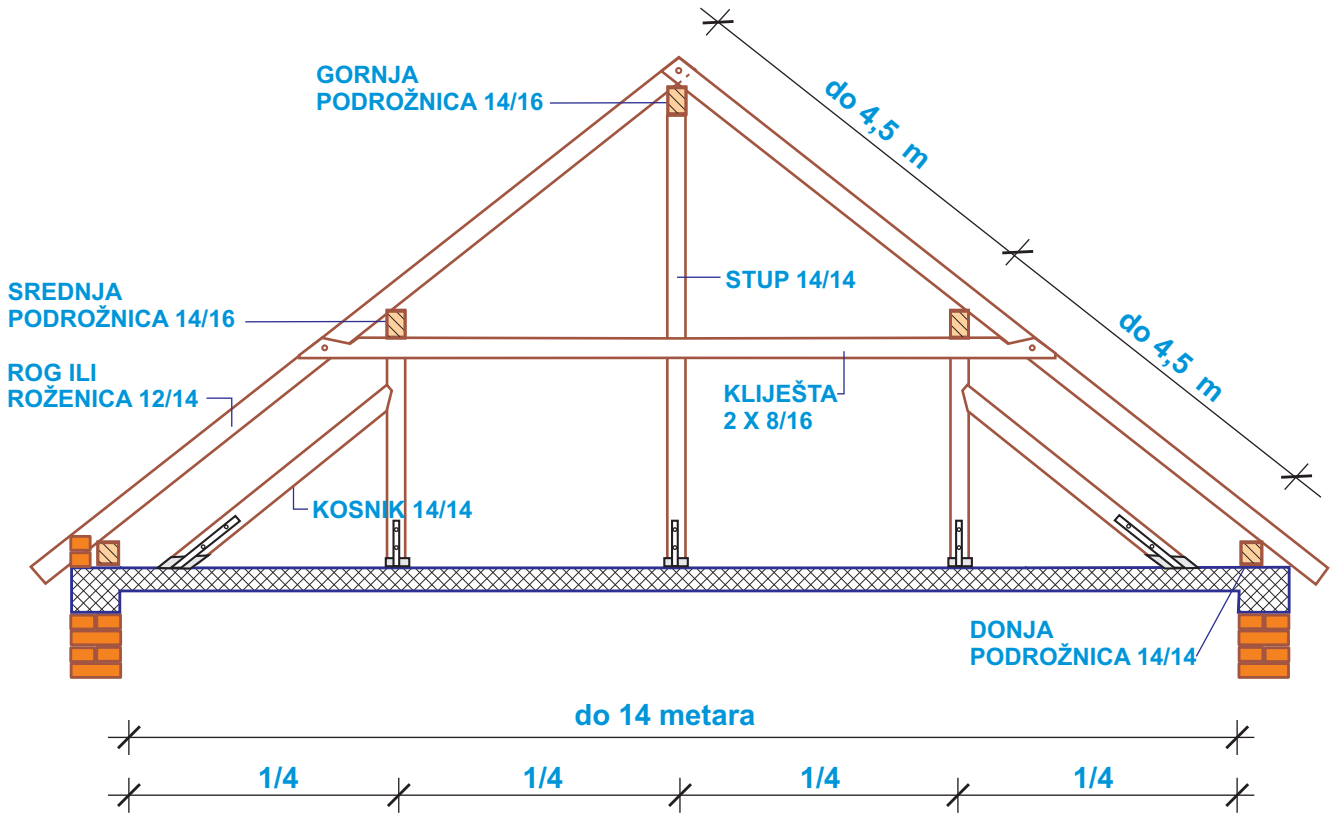 GORNJA
PODROŽNICA 14/16
do 4,5  m
STUP 14/14
SREDNJA
PODROŽNICA 14/16
do 4,5  m
ROG ILI
ROŽENICA 12/14
KLIJEŠTA
2 X 8/16
KOSNIK 14/14
DONJA
PODROŽNICA 14/14
do 14 metara
1/4
1/4
1/4
1/4